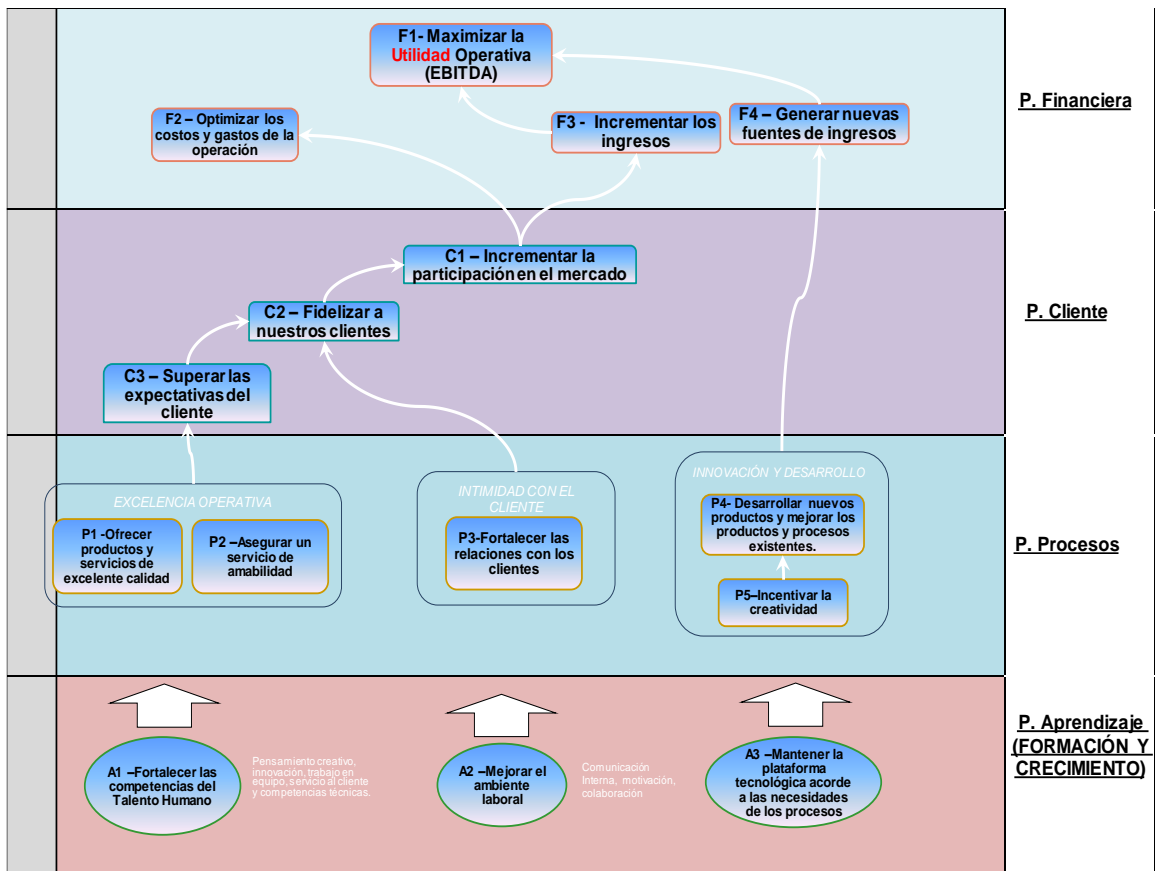 F1- Maximizar la
Utilidad Operativa
(EBITDA)
F2 – Optimizar los
costos y gastos de la
operación
F3 - Incrementar los
ingresos
F4 – Generar nuevas
fuentes de ingresos
P. Financiera
C1 – Incrementar la
participación en el mercado
C2 – Fidelizar a
nuestros clientes
C3 – Superar las
expectativas del
cliente
P. Cliente
EXCELENCIA OPERATIVA
P1 -Ofrecer
productos y
servicios de
excelente calidad
P2 –Asegurar un
servicio de
amabilidad
INTIMIDAD CON EL
CLIENTE
P3-Fortalecer las
relaciones con los
clientes
INNOVACIÓN Y DESARROLLO
P4- Desarrollar nuevos
productos y mejorar los
productos y procesos
existentes.
P5–Incentivar la
creatividad
P. Procesos
A1 –Fortalecer las
competencias del
Talento Humano
Pensamiento creativo,
innovación, trabajo en
equipo, servicio al cliente
y competencias técnicas.
A2 –Mejorar el
ambiente
laboral
Comunicación
Interna, motivación,
colaboración
A3 –Mantener la
plataforma
tecnológica acorde
a las necesidades
de los procesos
P. Aprendizaje
(FORMACIÓN Y
CRECIMIENTO)